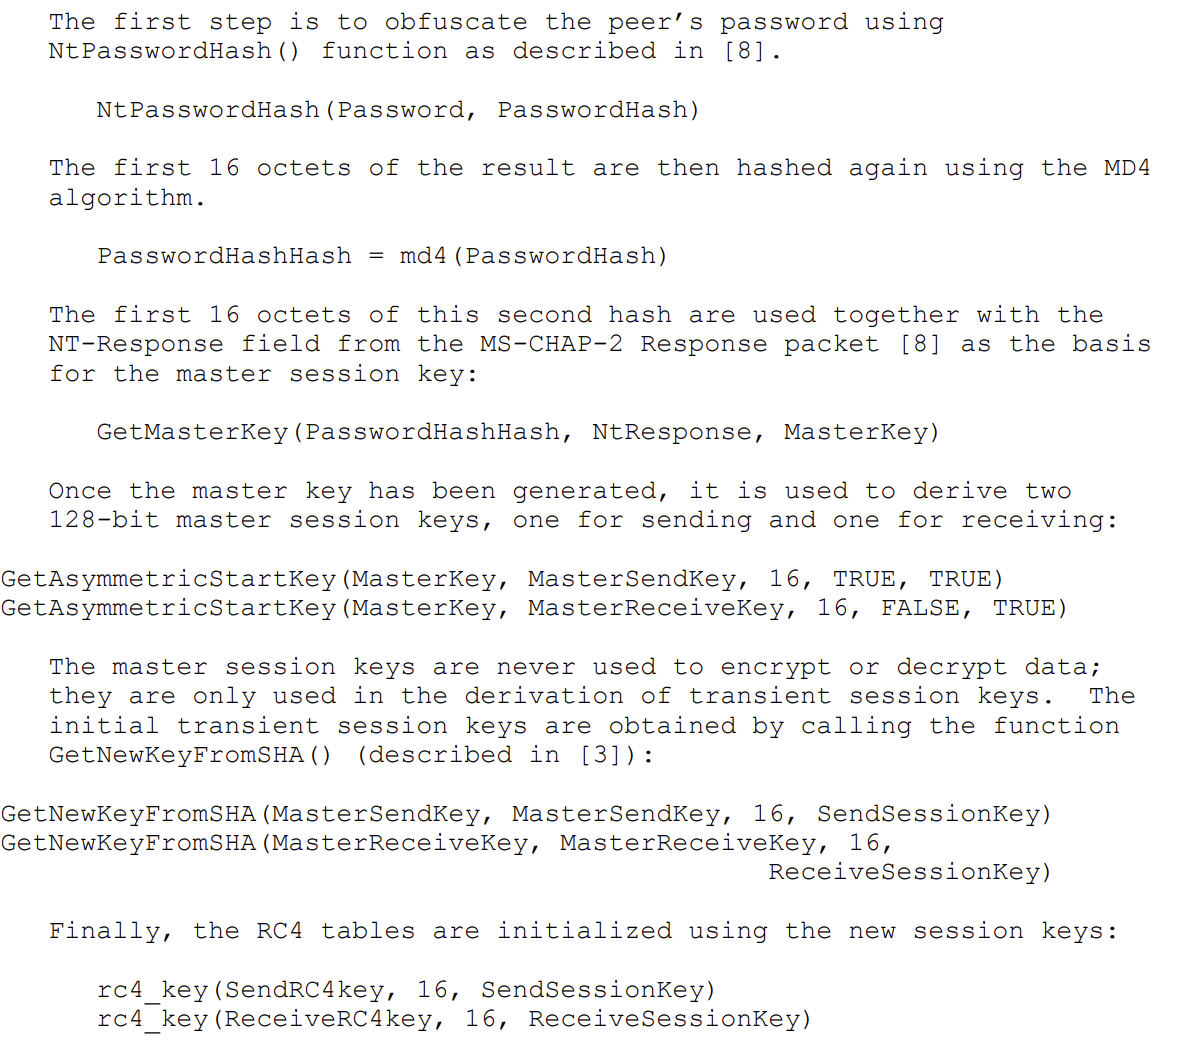 The first step is to obfuscate the peer's password using
NtPasswordHash() function as described in [8].
NtPasswordHash(Password, PasswordHash)
The first 16 octets of the result are then hashed again using the MD4
algorithm.
PasswordHashHash = md4(PasswordHash)
The first 16 octets of this second hash are used together with the
NT-Response field from the MS-CHAP-2 Response packet [8] as the basis
for the master session key:
GetMasterKey(PasswordHashHash, NtResponse, MasterKey)
Once the master key has been generated, it is used to derive two
128-bit master session keys, one for sending and one for receiving:
GetAsymmetricStartKey(MasterKey, MasterSendKey, 16, TRUE, TRUE)
GetAsymmetricStartKey(MasterKey, MasterReceiveKey, 16, FALSE, TRUE)
The master session keys are never used to encrypt or decrypt data;
they are only used in the derivation of transient session keys.  The
initial transient session keys are obtained by calling the function
GetNewKeyFromSHA() (described in [3]):
GetNewKeyFromSHA(MasterSendKey, MasterSendKey, 16, SendSessionKey)
GetNewKeyFromSHA(MasterReceiveKey, MasterReceiveKey, 16,
ReceiveSessionKey)
Finally, the RC4 tables are initialized using the new session keys:
rc4_key(SendRC4key, 16, SendSessionKey)
rc4_key(ReceiveRC4key, 16, ReceiveSessionKey)